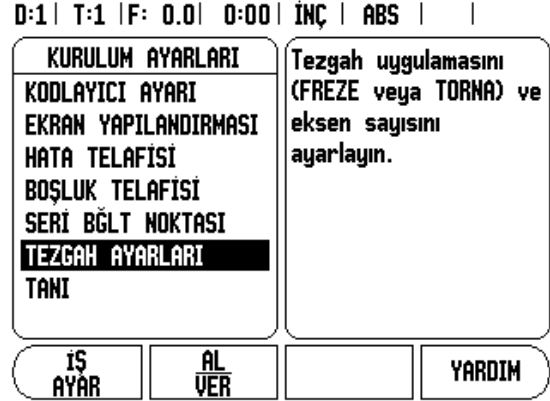 D:1 | T:1 | F: 0.0 | 0:00 | İNÇ | ABS | |
KURULUM AYARLARI
KODLAYICI AYARI
EKRAN YAPILANDIRMASI
HATA TELAFİSİ
BOŞLUK TELAFİSİ
SERİ BĞLT NOKTASI
TEZGAH AYARLARI
TANI
Tezgah uygulamasını
(FREZE veya TORNA) ve
eksen sayısını
ayarlayın.
İŞ
AYAR
AL
VER
YARDIM